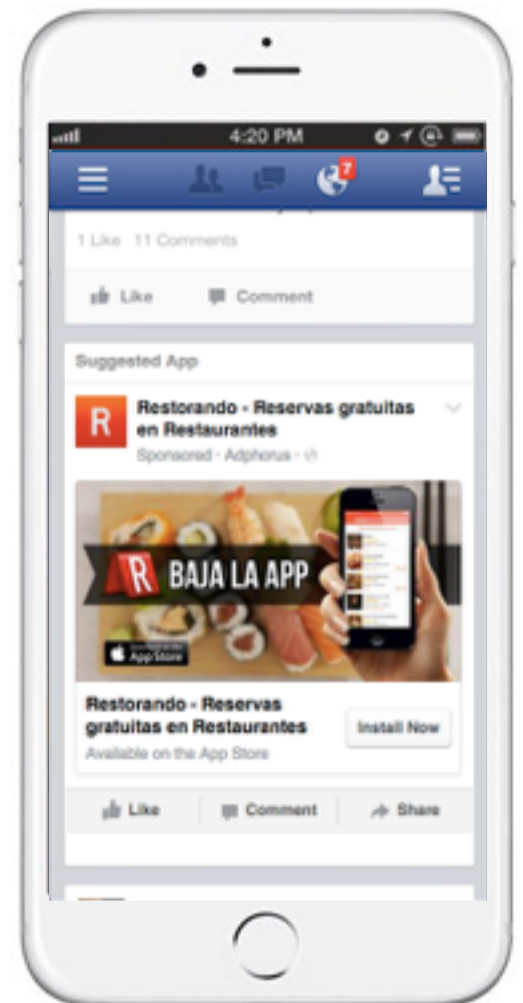 4:20 PM
7
1 Like 11 Comments
Like Comment
Suggested App
R
Restorando - Reservas gratuitas
en Restaurantes
Sponsored · Adphorus ·
R BAJA LA APP
App Store
Restorando - Reservas
gratuitas en Restaurantes
Install Now
Available on the App Store
Like Comment Share